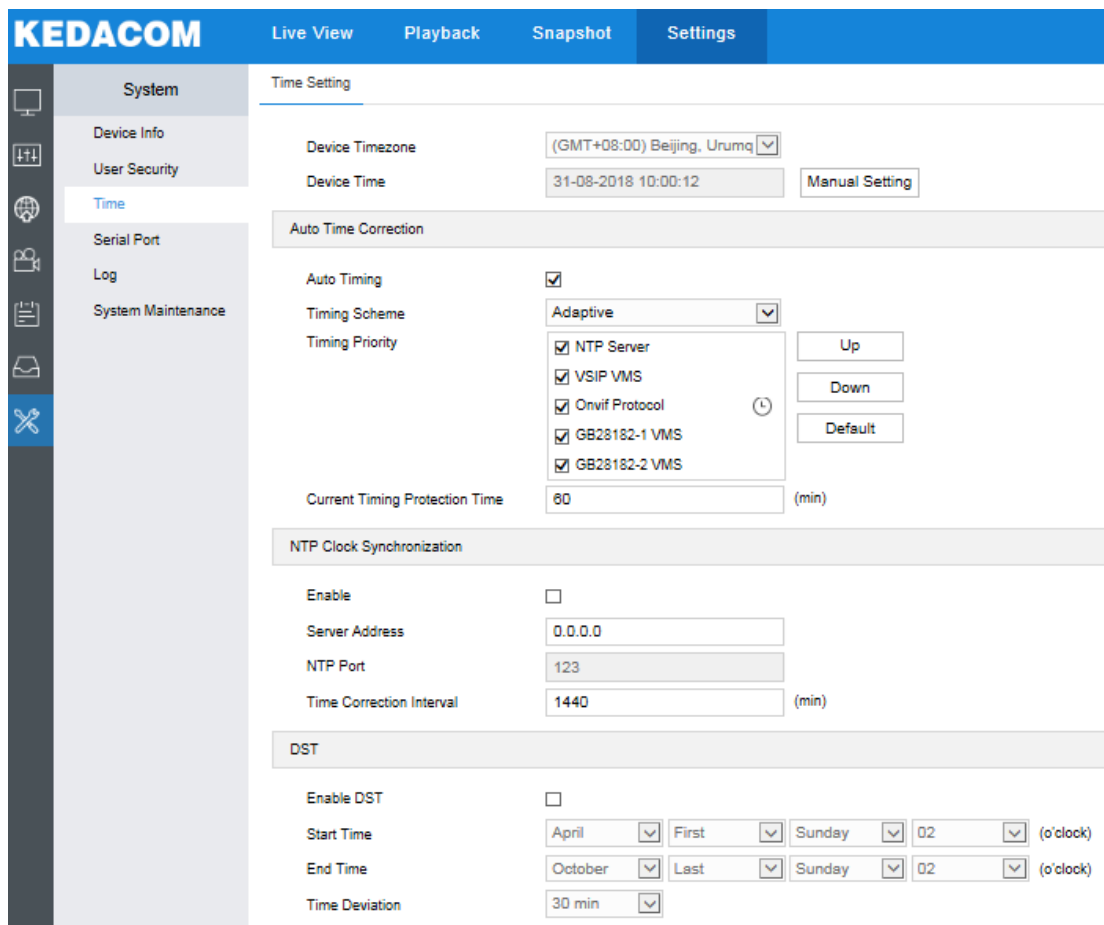 KEDACOM Live View Playback Snapshot Settings
System
Device Info
User Security
Time
Serial Port
Log
System Maintenance
Time Setting
Device Timezone (GMT+08:00) Beijing, Urumq
Device Time 31-08-2018 10:00:12 Manual Setting
Auto Time Correction
Auto Timing
Timing Scheme Adaptive
Timing Priority NTP Server Up
VSIP VMS
Down
Onvif Protocol
Default
GB28182-1 VMS
GB28182-2 VMS
Current Timing Protection Time 60 (min)
NTP Clock Synchronization
Enable
Server Address 0.0.0.0
NTP Port 123
Time Correction Interval 1440 (min)
DST
Enable DST
Start Time April First Sunday 02 (o'clock)
End Time October Last Sunday 02 (o'clock)
Time Deviation 30 min